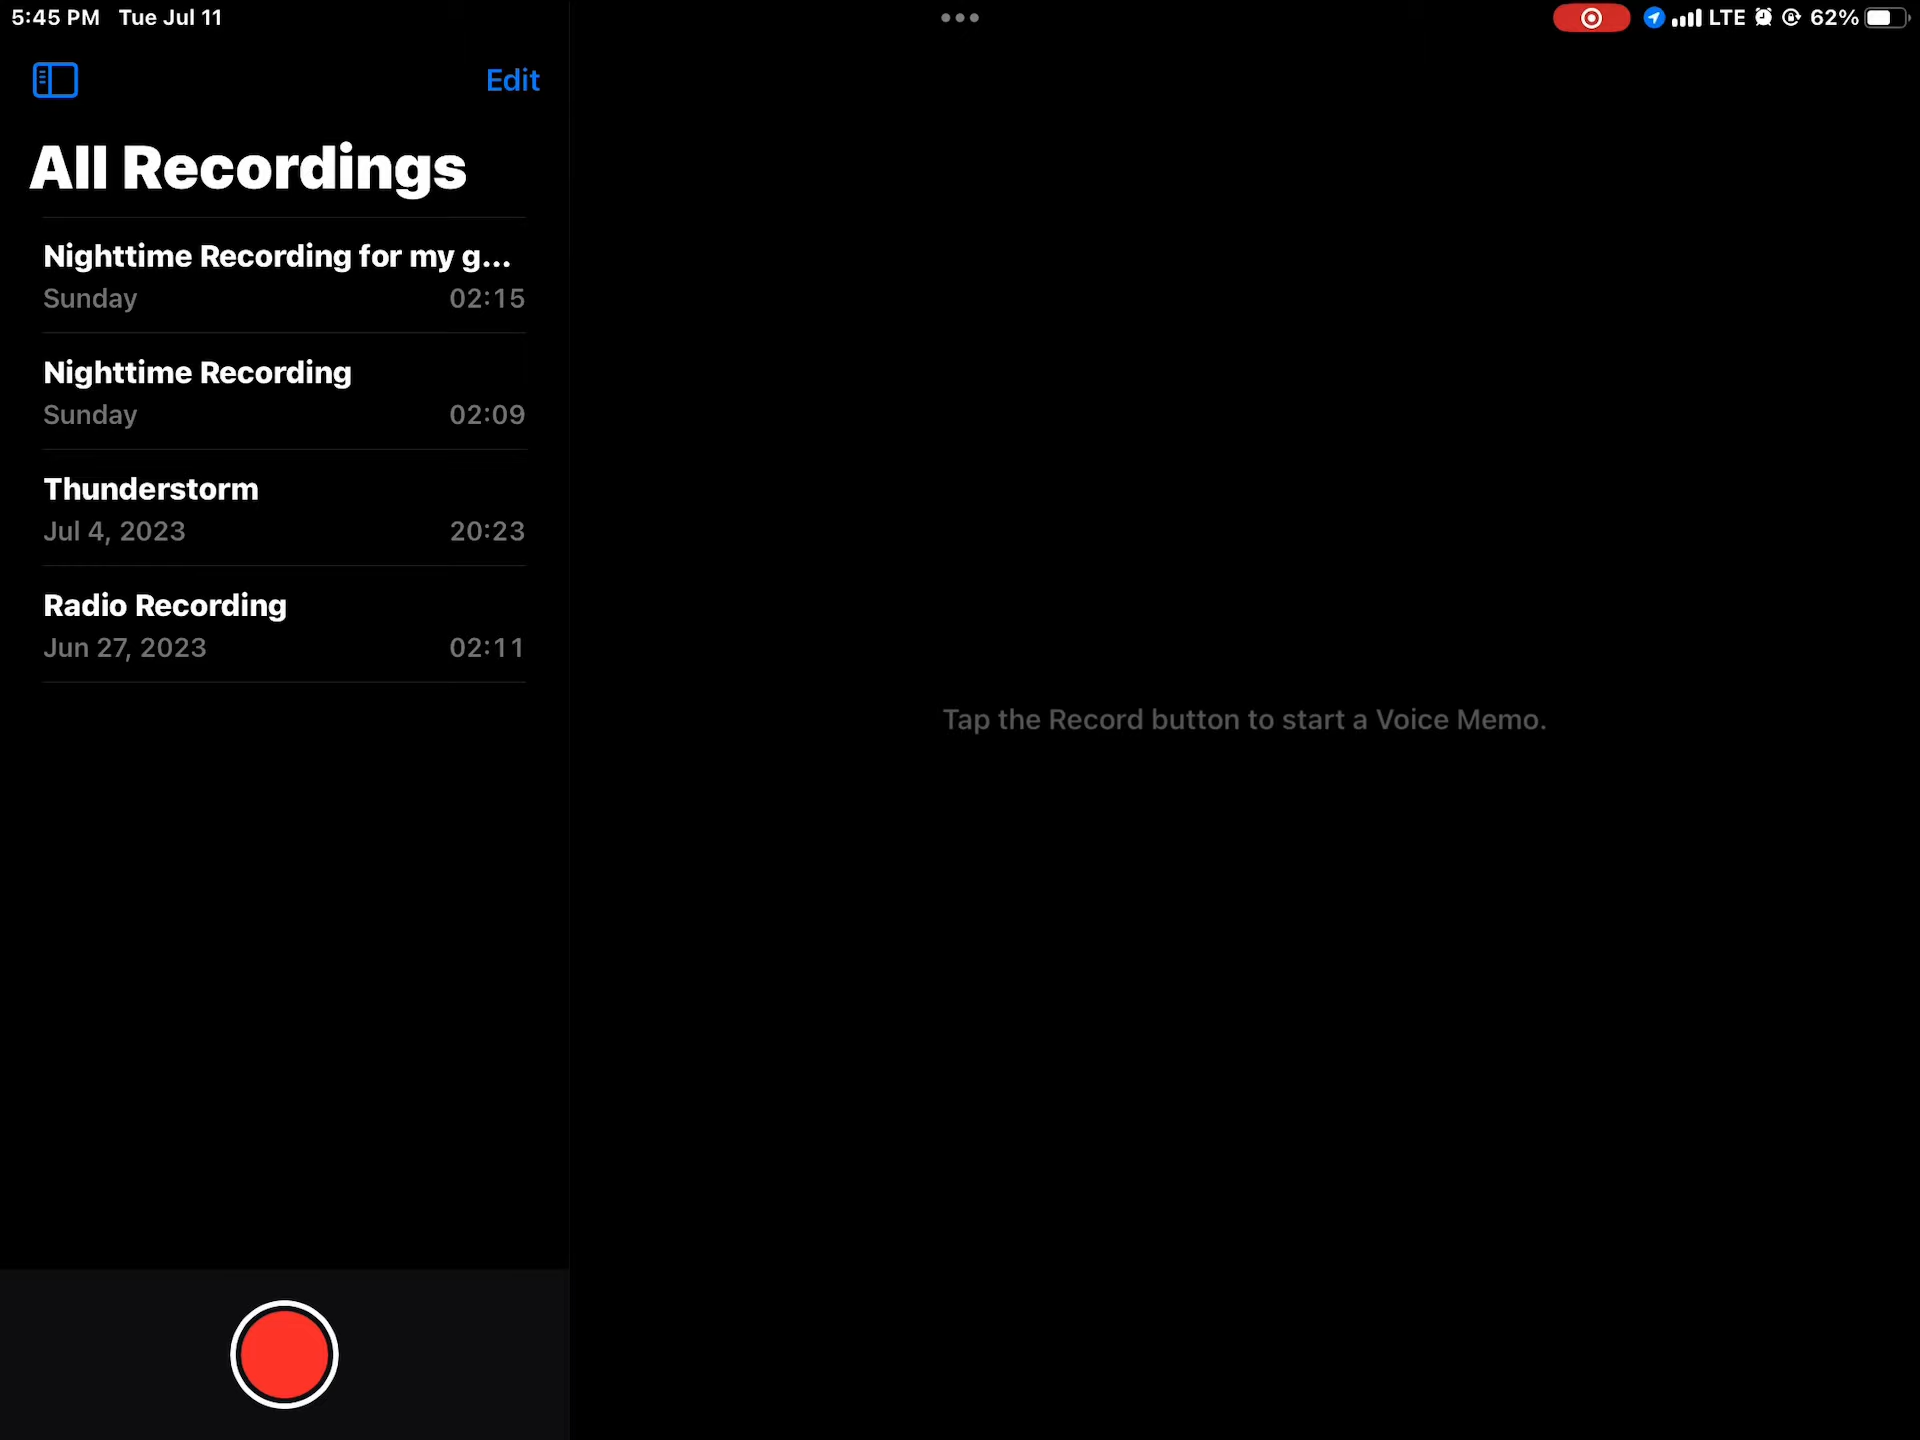 5:45 PM Tue Jul 11
LTE 62%
Edit
All Recordings
Nighttime Recording for my g...
Sunday 02:15
Nighttime Recording
Sunday 02:09
Thunderstorm
Jul 4, 2023 20:23
Radio Recording
Jun 27, 2023 02:11
Tap the Record button to start a Voice Memo.